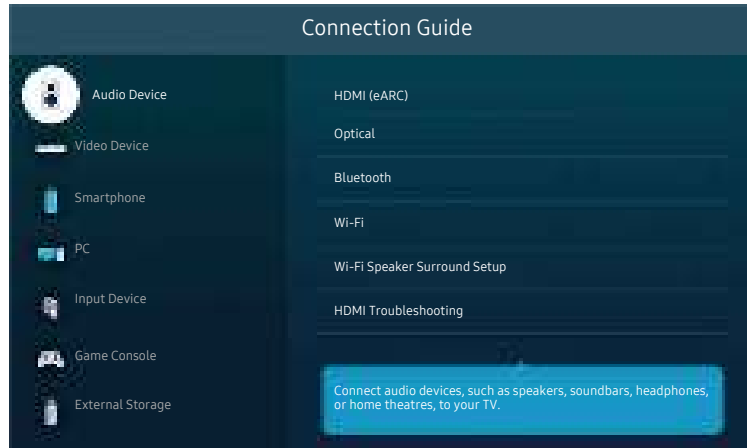 Connection Guide
Audio Device
Video Device
Smartphone
PC
Input Device
Game Console
External Storage
HDMI (eARC)
Optical
Bluetooth
Wi-Fi
Wi-Fi Speaker Surround Setup
HDMI Troubleshooting
Connect audio devices, such as speakers, soundbars, headphones,
or home theatres, to your TV.